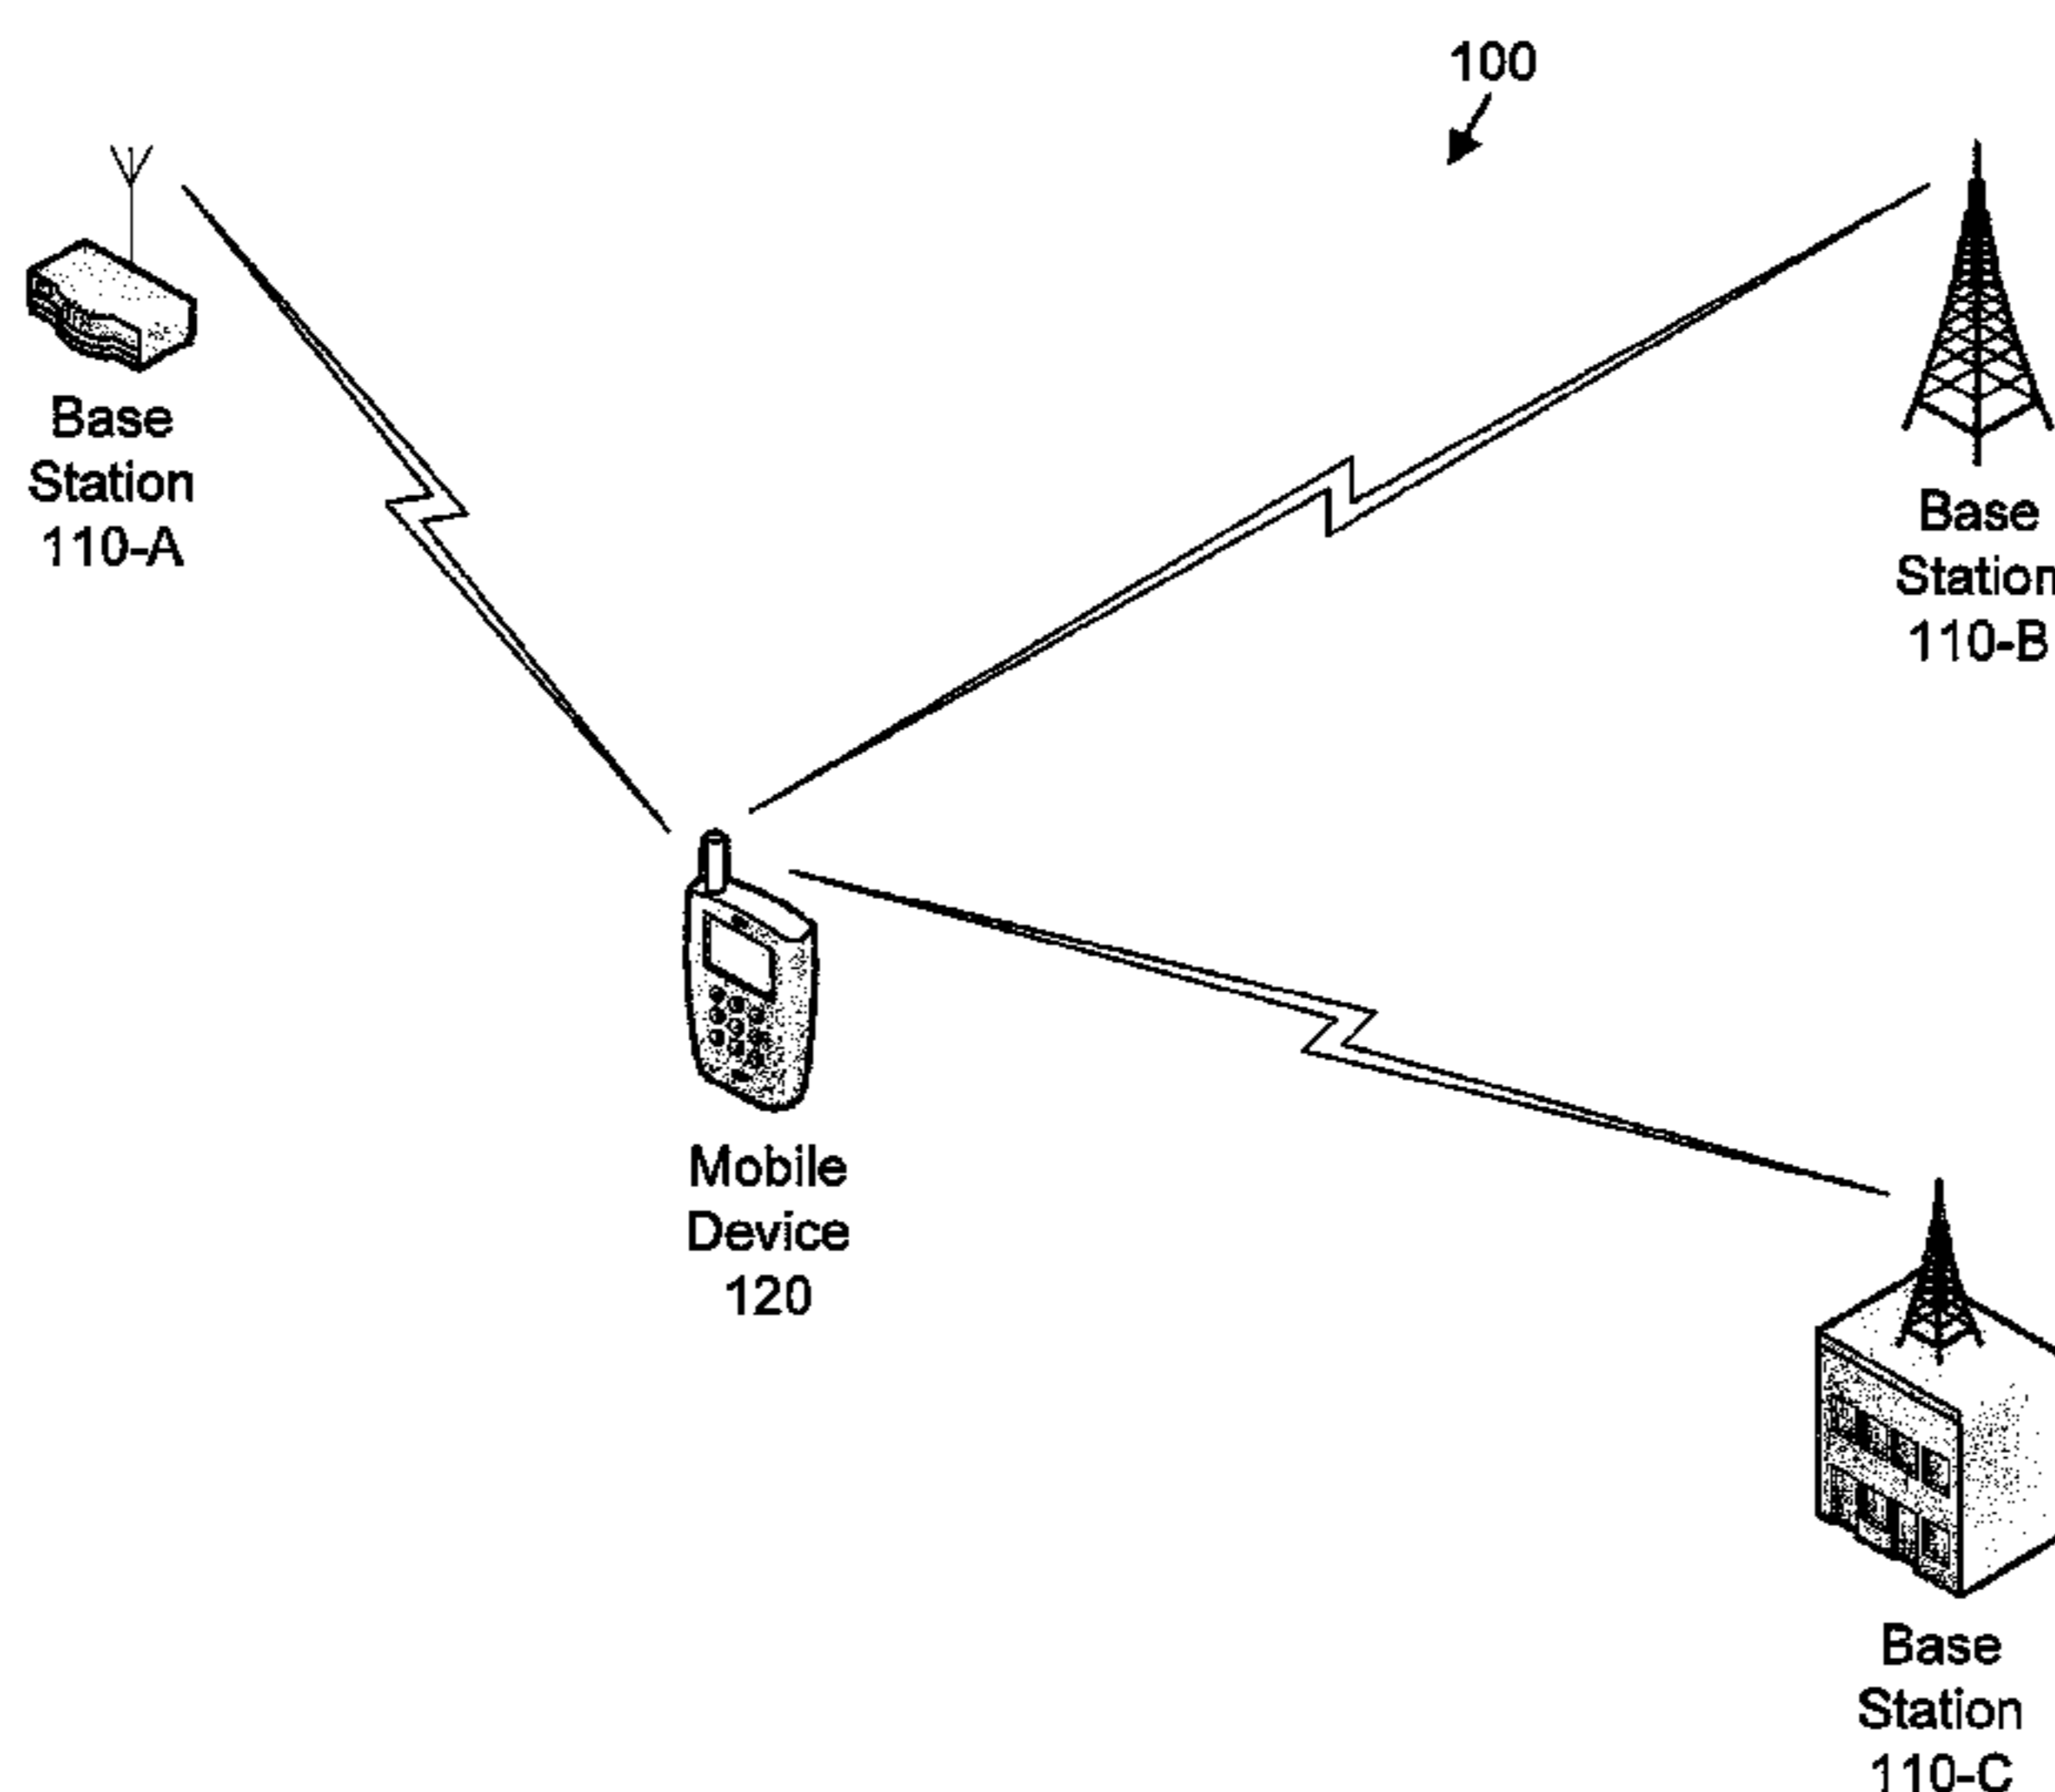 100
Base
Station
110-A
Base
Station
110-B
Mobile
Device
120
Base
Station
110-C